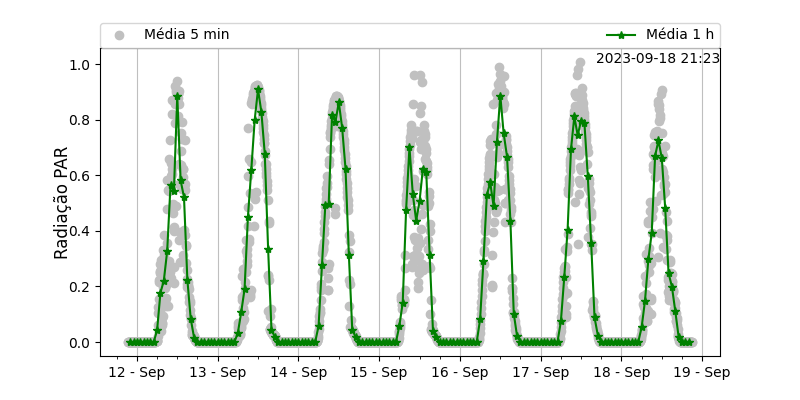 Média 5 min
Média 1 h
2023-09-18 21:23
Radiação PAR
1.0
0.8
0.6
0.4
0.2
0.0
12 - Sep
13 - Sep
14 - Sep
15 - Sep
16 - Sep
17 - Sep
18 - Sep
19 - Sep